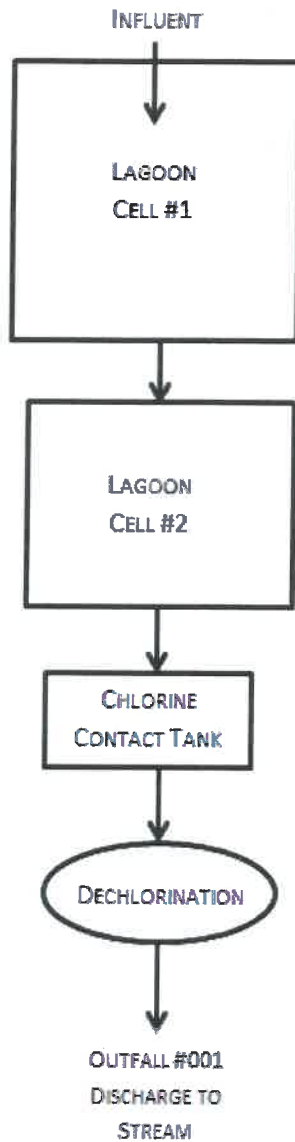 INFLUENT
LAGOON
CELL #1
LAGOON
CELL #2
CHLORINE
CONTACT TANK
DECHLORINATION
OUTFALL #001
DISCHARGE TO
STREAM